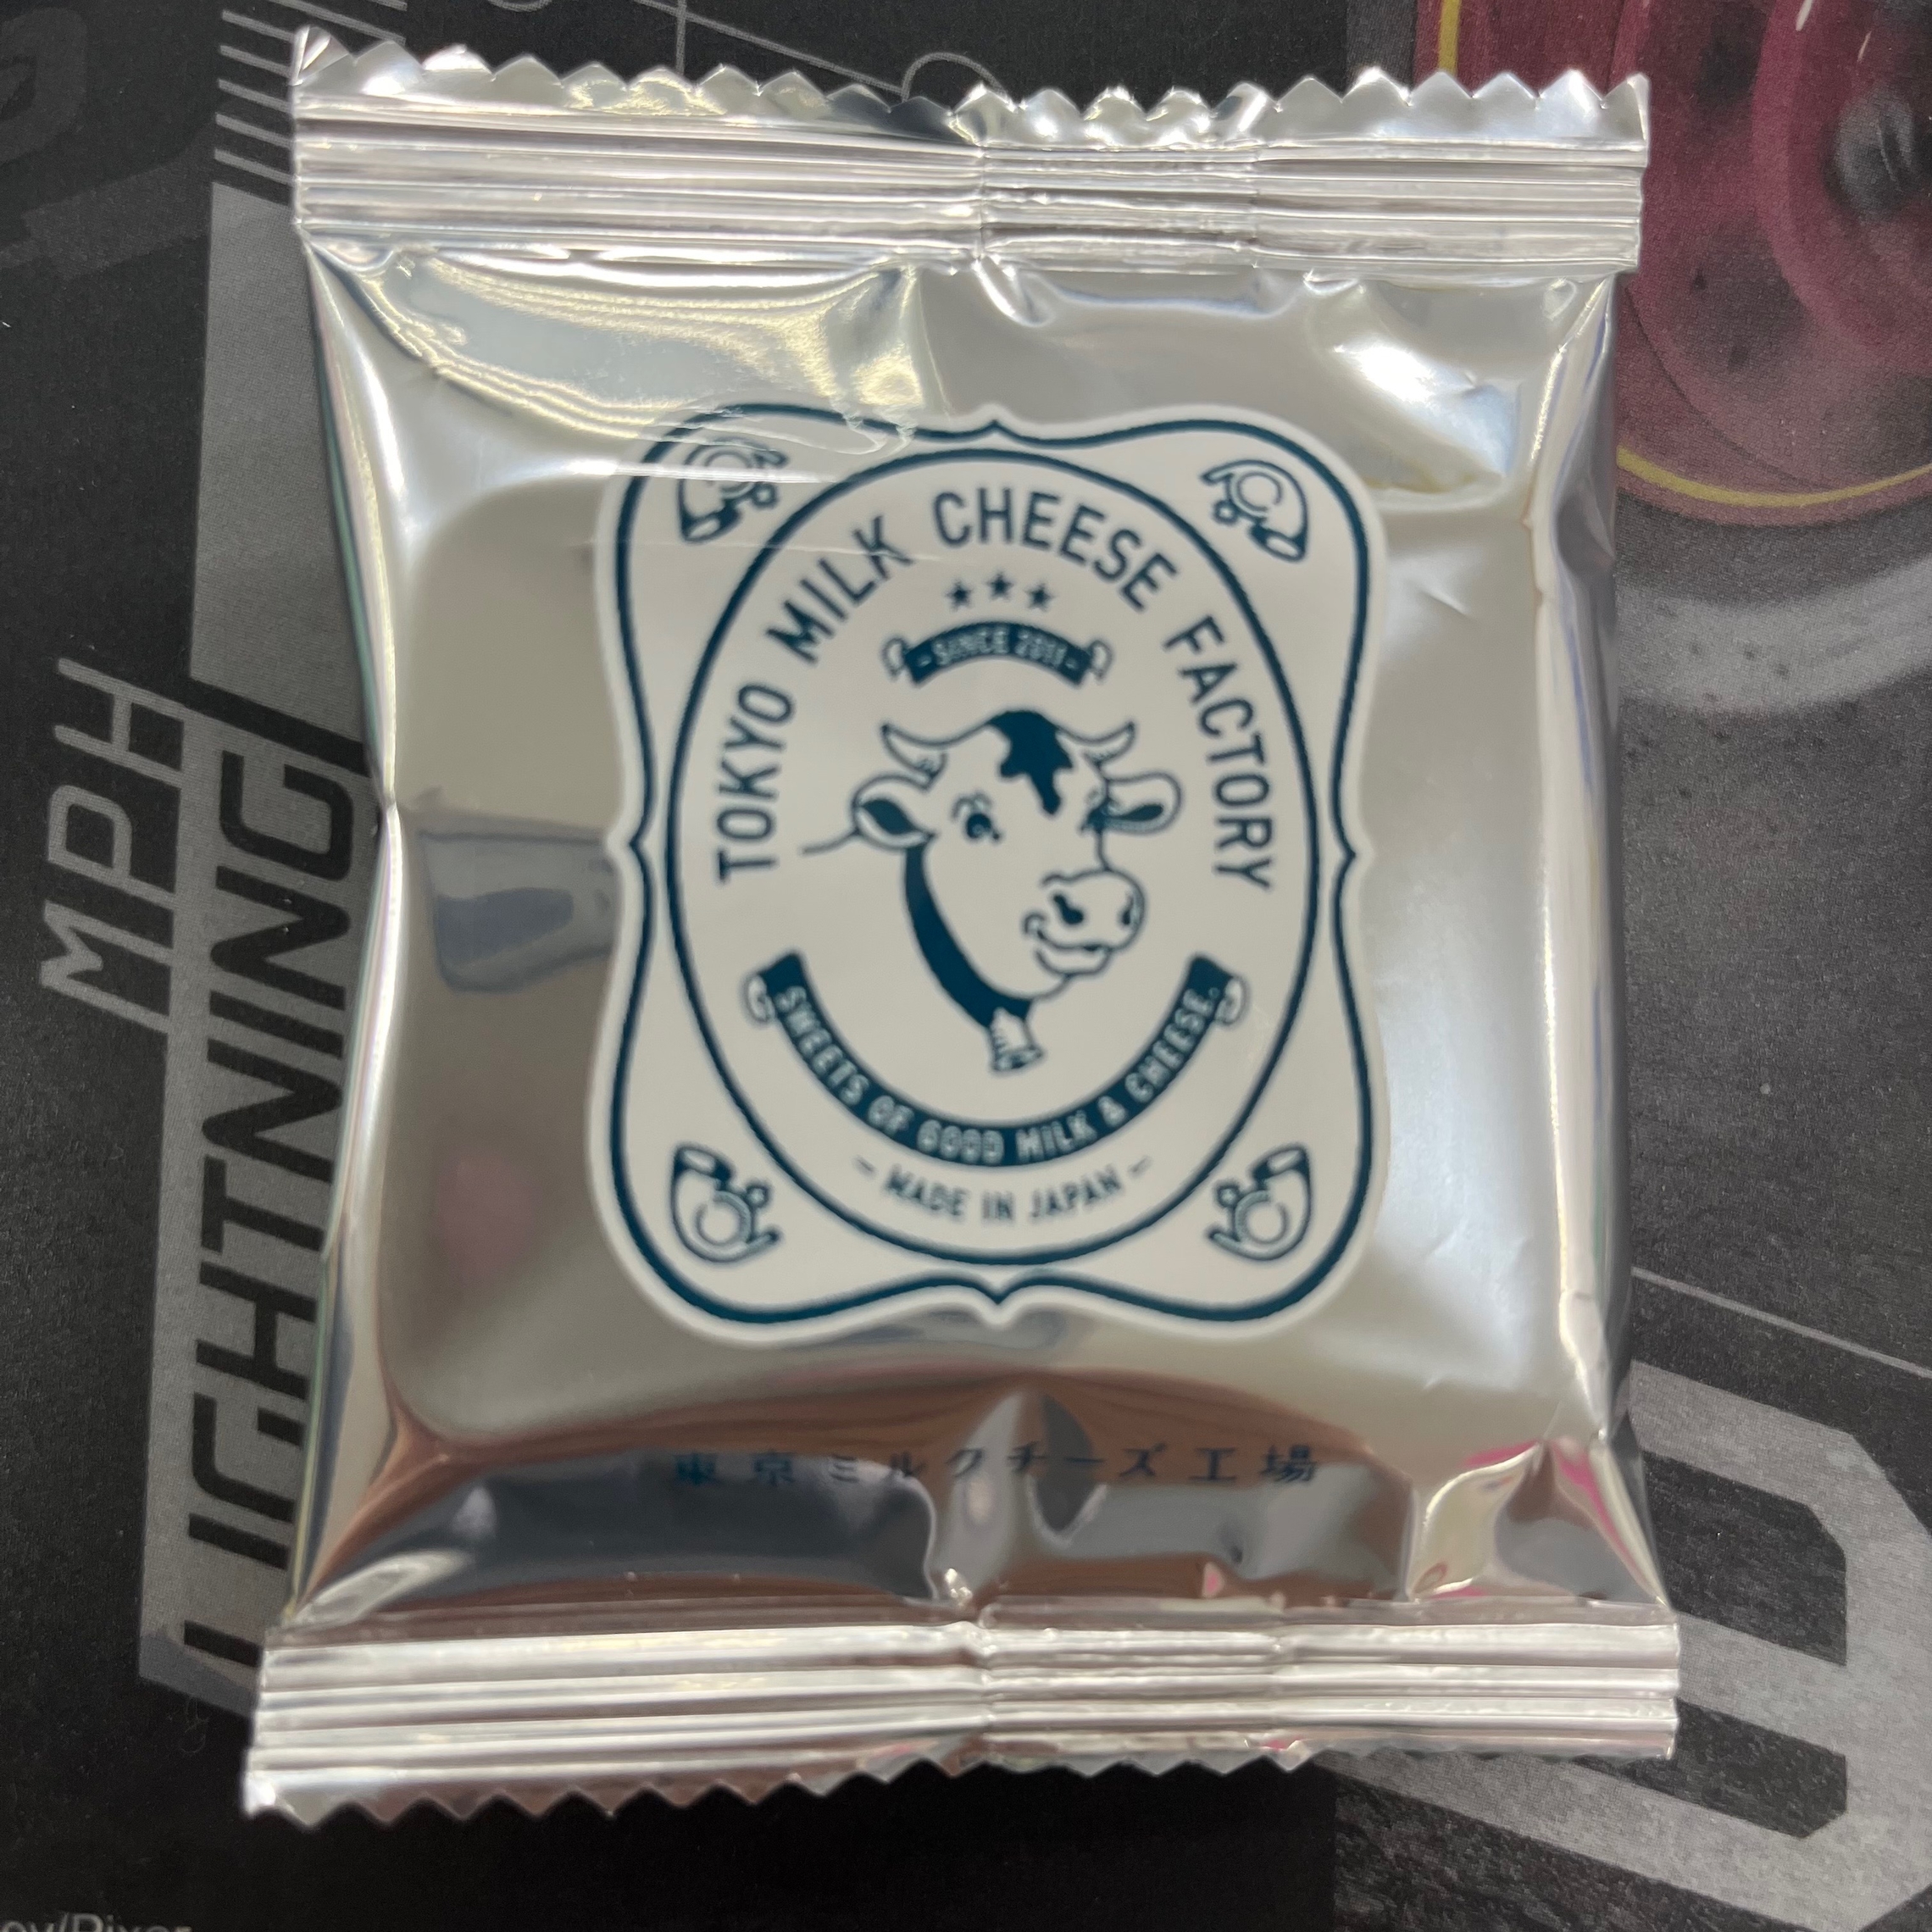 TOKYO MILK CHEESE FACTORY
- SINCE 2011 -
SWEETS OF GOOD MILK & CHEESE.
- MADE IN JAPAN -
東京ミルクチーズ工場
MPH
LIGHTNING